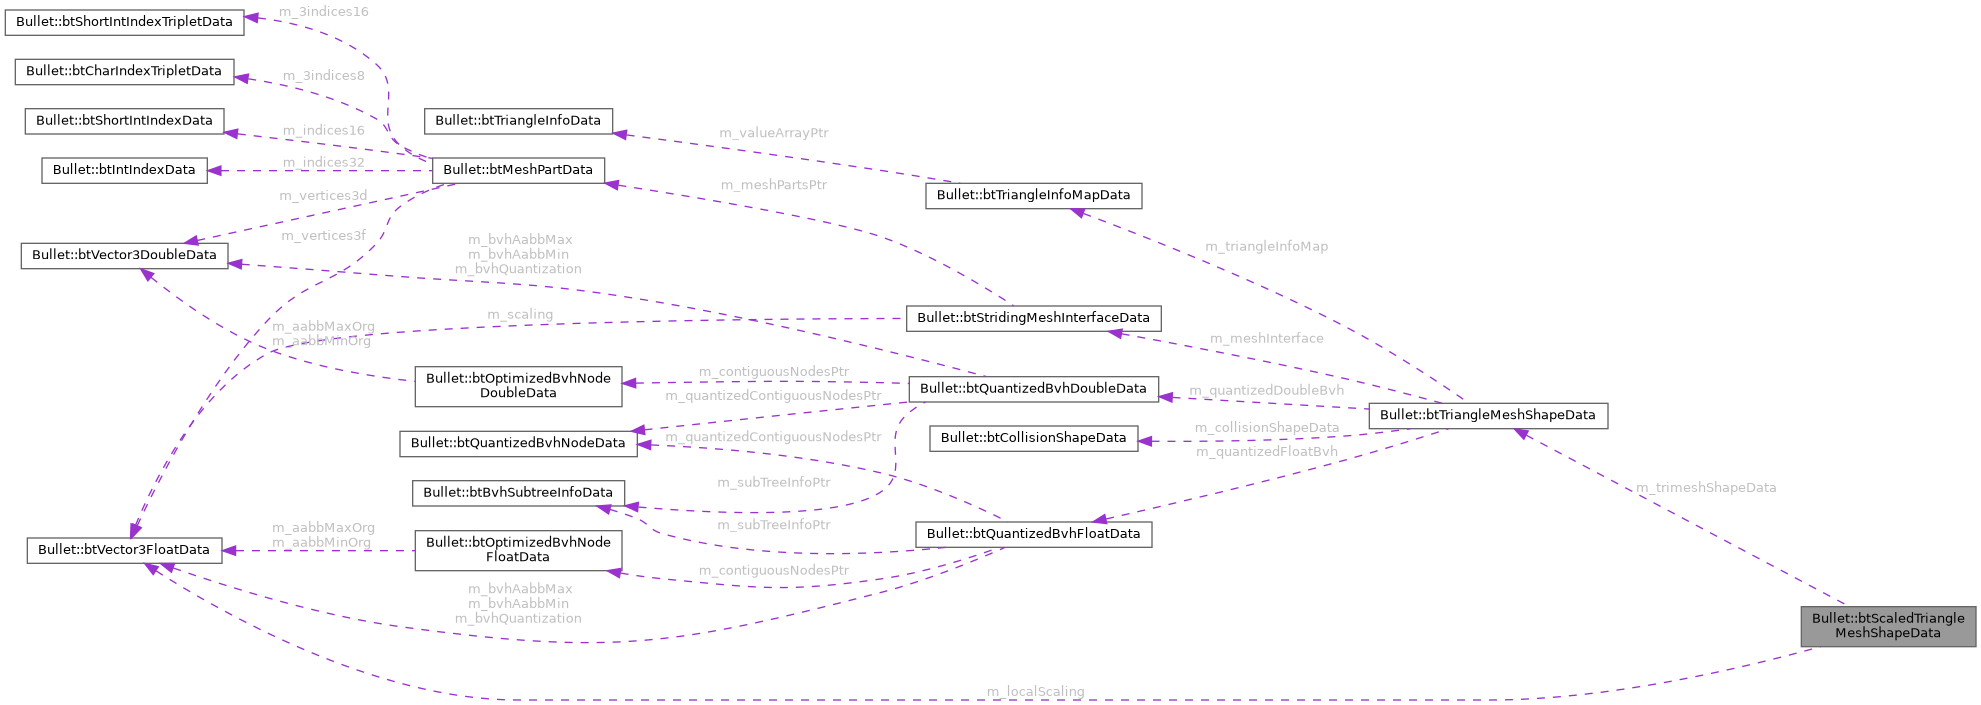 Bullet::btShortIntIndexTripletData
m_3indices16
Bullet::btCharIndexTripletData
m_3indices8
Bullet::btShortIntIndexData
m_indices16
Bullet::btTriangleInfoData
m_valueArrayPtr
Bullet::btIntIndexData
m_indices32
Bullet::btMeshPartData
m_meshPartsPtr
Bullet::btTriangleInfoMapData
m_vertices3d
m_vertices3f
Bullet::btVector3DoubleData
m_bvhAabbMax
m_bvhAabbMin
m_bvhQuantization
m_triangleInfoMap
m_scaling
Bullet::btStridingMeshInterfaceData
m_aabbMaxOrg
m_aabbMinOrg
m_meshInterface
Bullet::btOptimizedBvhNode
DoubleData
m_contiguousNodesPtr
m_quantizedContiguousNodesPtr
Bullet::btQuantizedBvhDoubleData
m_quantizedDoubleBvh
Bullet::btTriangleMeshShapeData
Bullet::btQuantizedBvhNodeData
m_quantizedContiguousNodesPtr
Bullet::btCollisionShapeData
m_collisionShapeData
m_quantizedFloatBvh
Bullet::btBvhSubtreeInfoData
m_subTreeInfoPtr
m_subTreeInfoPtr
m_trimeshShapeData
Bullet::btVector3FloatData
m_aabbMaxOrg
m_aabbMinOrg
Bullet::btOptimizedBvhNode
FloatData
m_contiguousNodesPtr
Bullet::btQuantizedBvhFloatData
m_bvhAabbMax
m_bvhAabbMin
m_bvhQuantization
Bullet::btScaledTriangle
MeshShapeData
m_localScaling